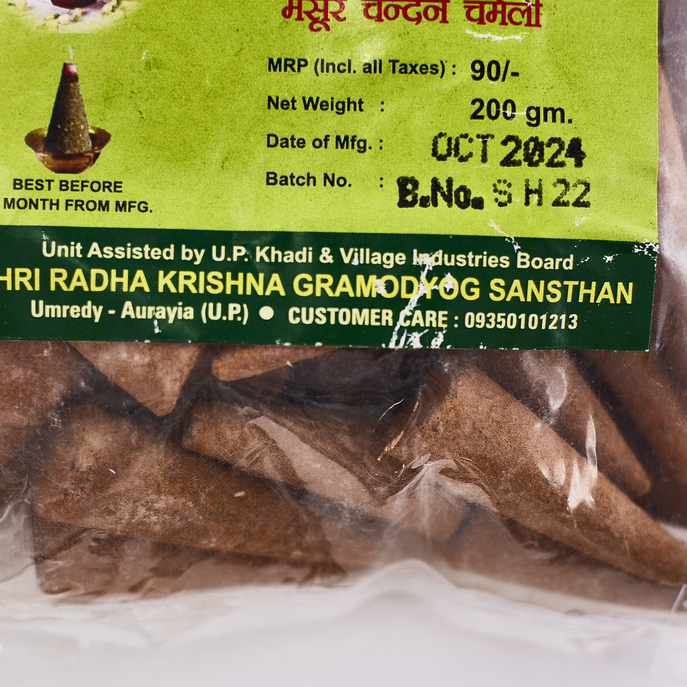 मैसूर चन्दन चमेली
MRP (Incl. all Taxes) : 90/-
Net Weight : 200 gm.
Date of Mfg. : OCT 2024
Batch No. : B.No. S H 22
BEST BEFORE
MONTH FROM MFG.
Unit Assisted by U.P. Khadi & Village Industries Board
HRI RADHA KRISHNA GRAMODYOG SANSTHAN
Umredy - Aurayia (U.P.) ● CUSTOMER CARE : 09350101213